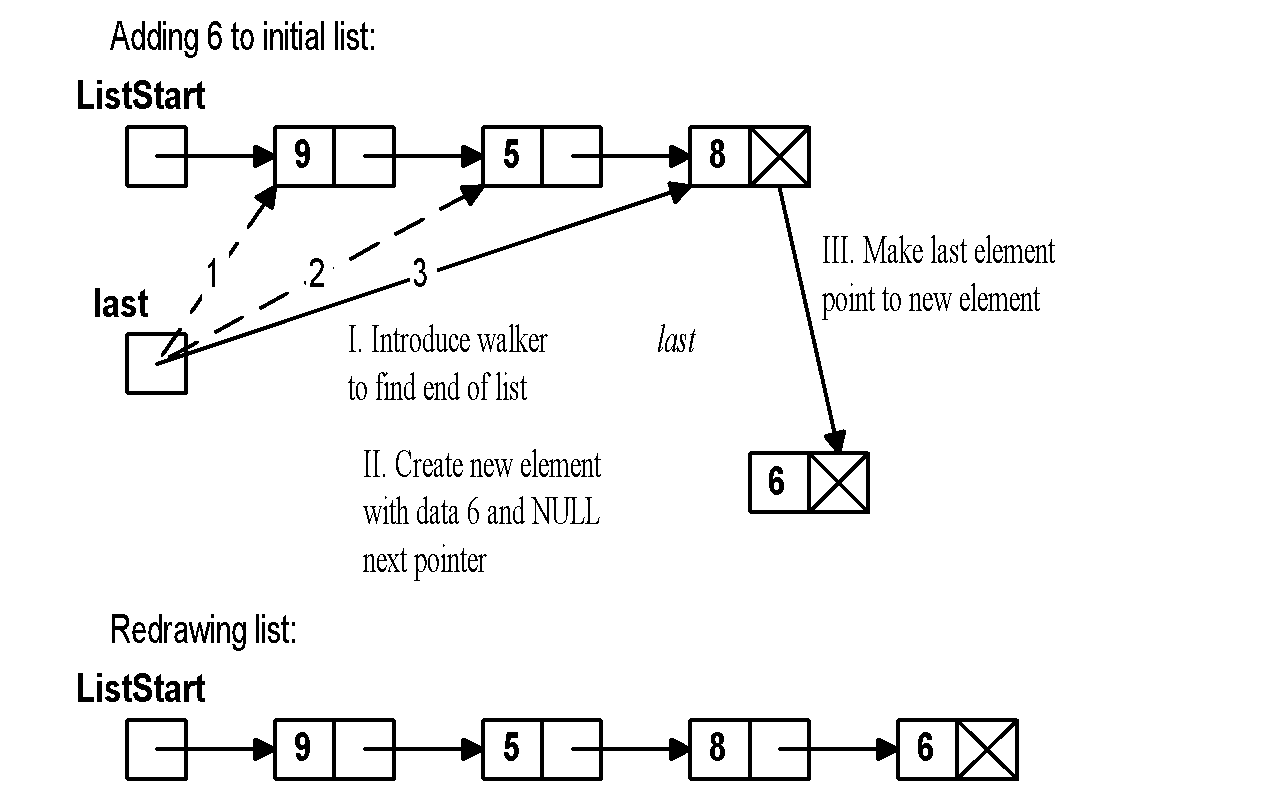 Adding 6 to initial list:
ListStart
9 5 8
1 2 3
last
III. Make last element
point to new element
I. Introduce walker last
to find end of list
II. Create new element
with data 6 and NULL
next pointer
6
Redrawing list:
ListStart
9 5 8 6